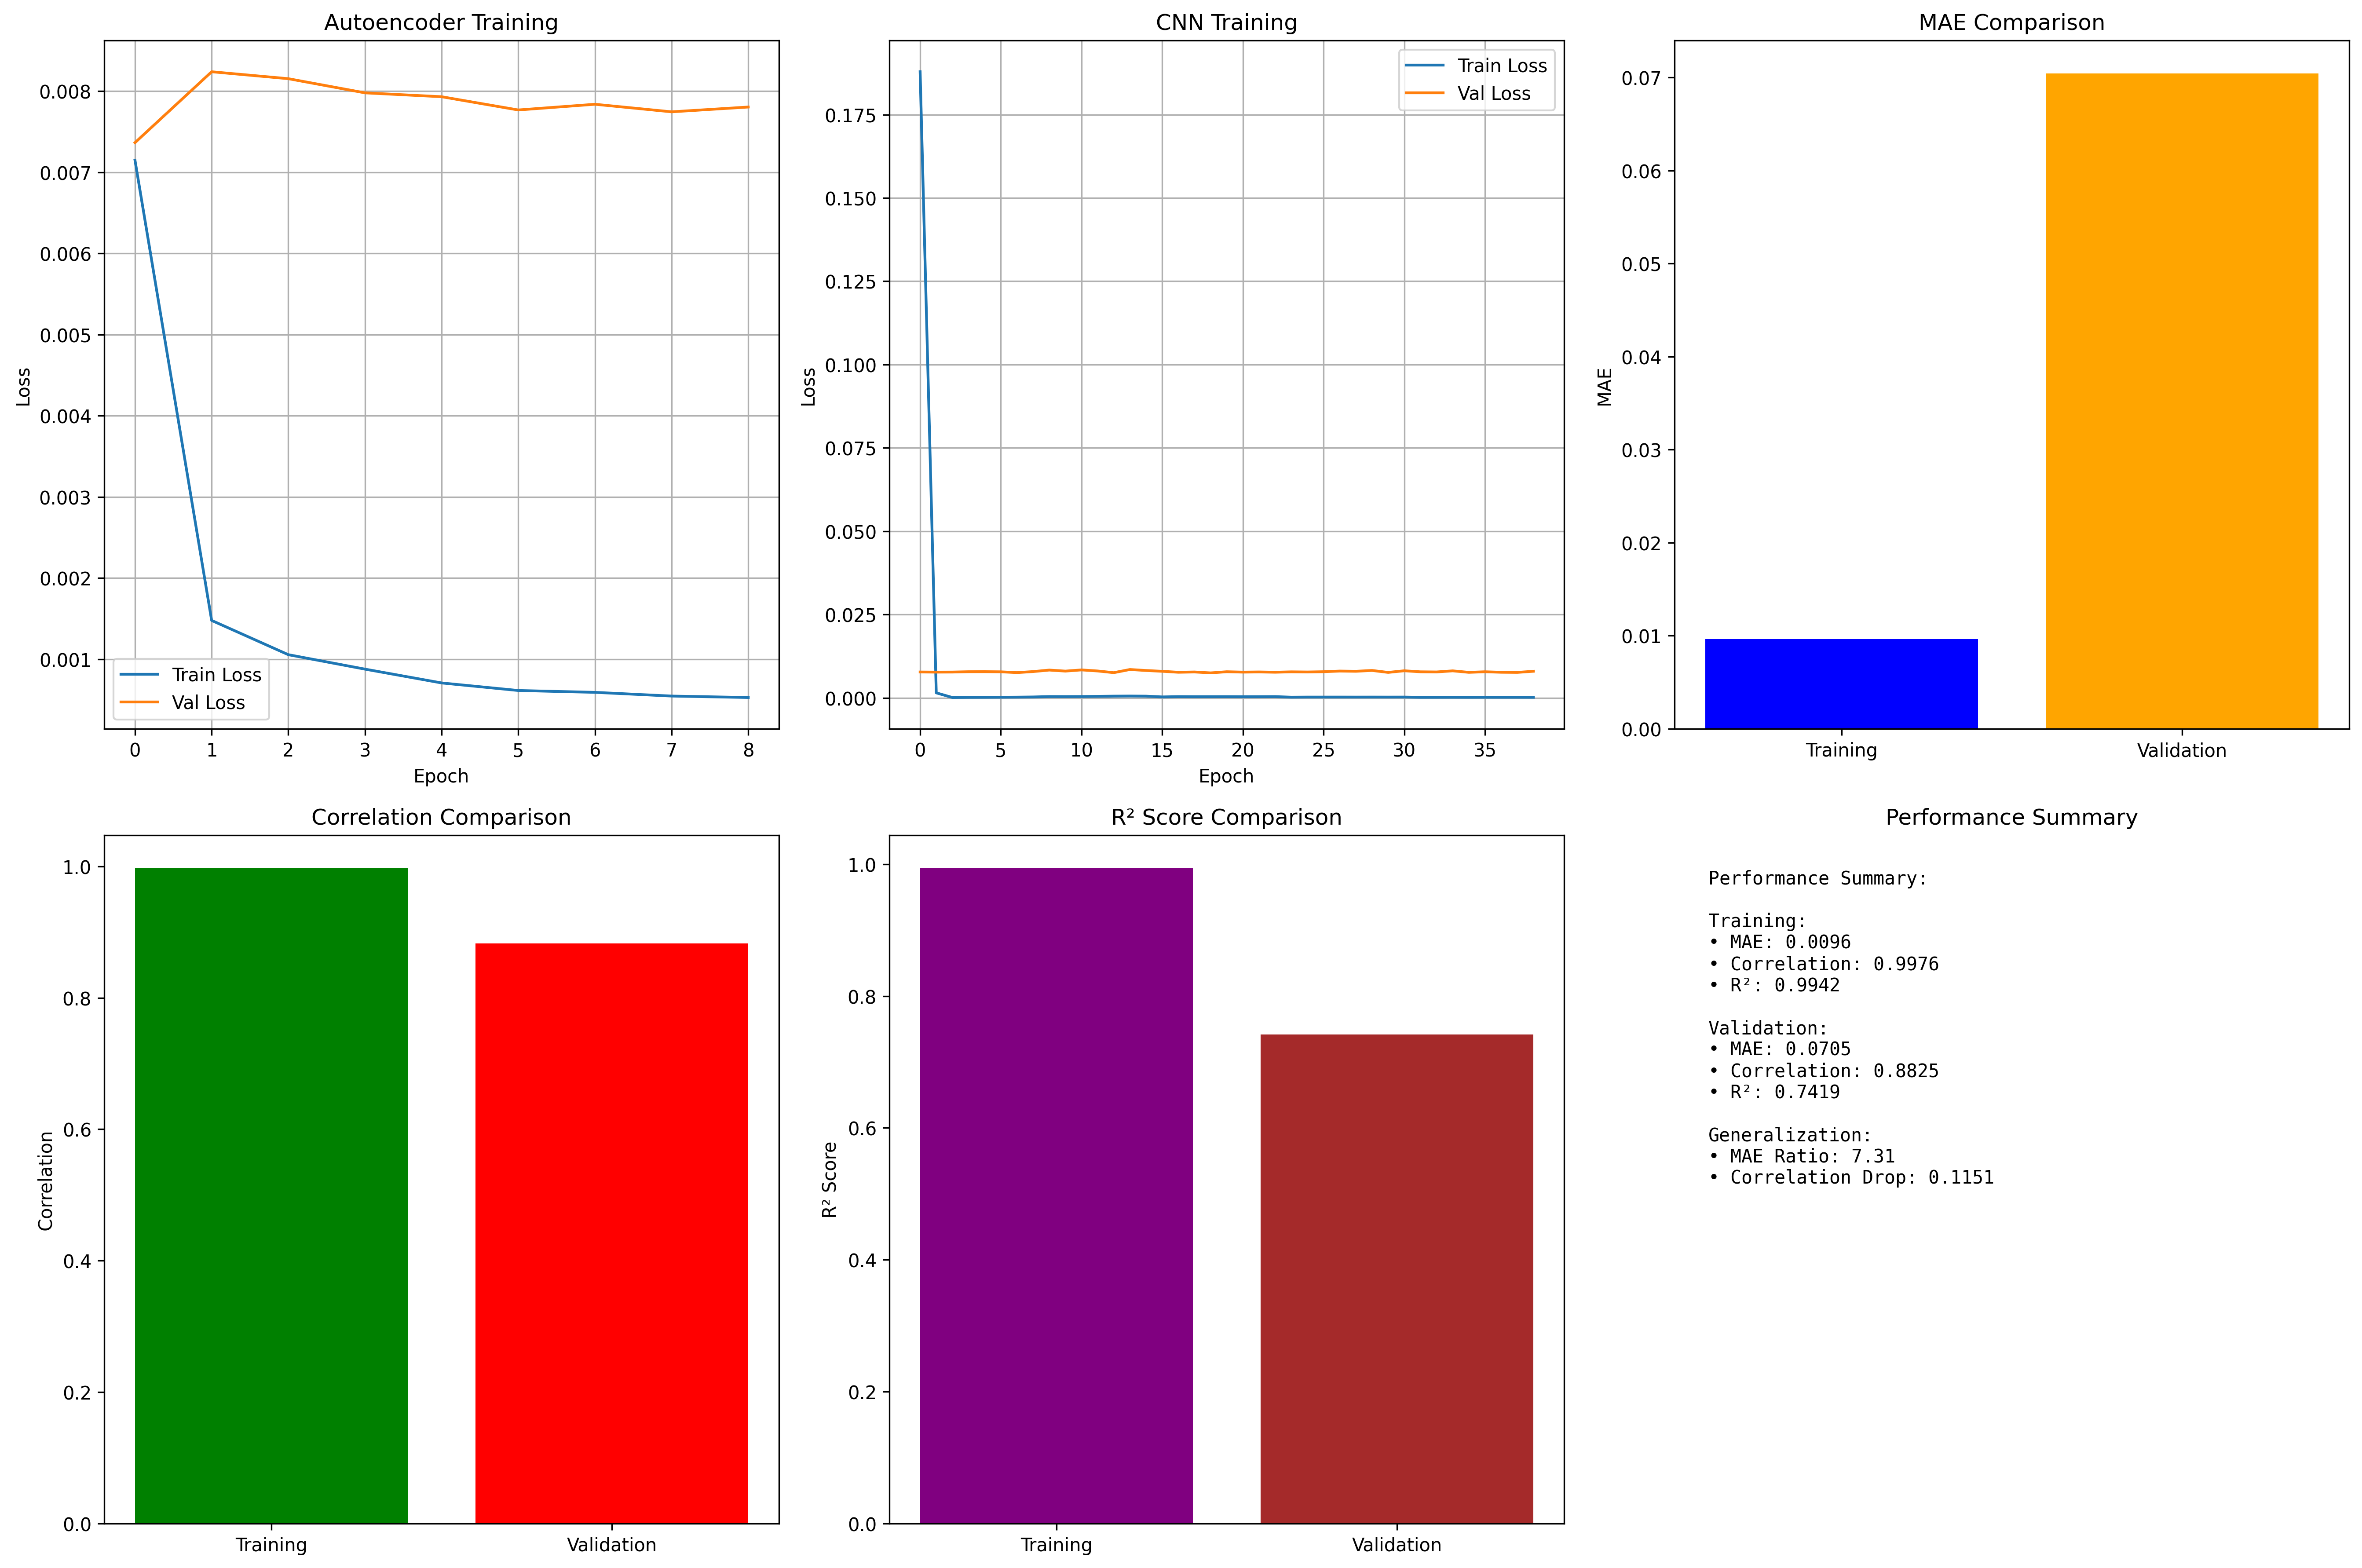 Autoencoder Training
Loss
0.008
0.007
0.006
0.005
0.004
0.003
0.002
0.001
Train Loss
Val Loss
0 1 2 3 4 5 6 7 8
Epoch
CNN Training
Loss
0.175
0.150
0.125
0.100
0.075
0.050
0.025
0.000
Train Loss
Val Loss
0 5 10 15 20 25 30 35
Epoch
MAE Comparison
MAE
0.07
0.06
0.05
0.04
0.03
0.02
0.01
0.00
Training Validation
Correlation Comparison
Correlation
1.0
0.8
0.6
0.4
0.2
0.0
Training Validation
R² Score Comparison
R² Score
1.0
0.8
0.6
0.4
0.2
0.0
Training Validation
Performance Summary
Performance Summary:
Training:
• MAE: 0.0096
• Correlation: 0.9976
• R²: 0.9942
Validation:
• MAE: 0.0705
• Correlation: 0.8825
• R²: 0.7419
Generalization:
• MAE Ratio: 7.31
• Correlation Drop: 0.1151